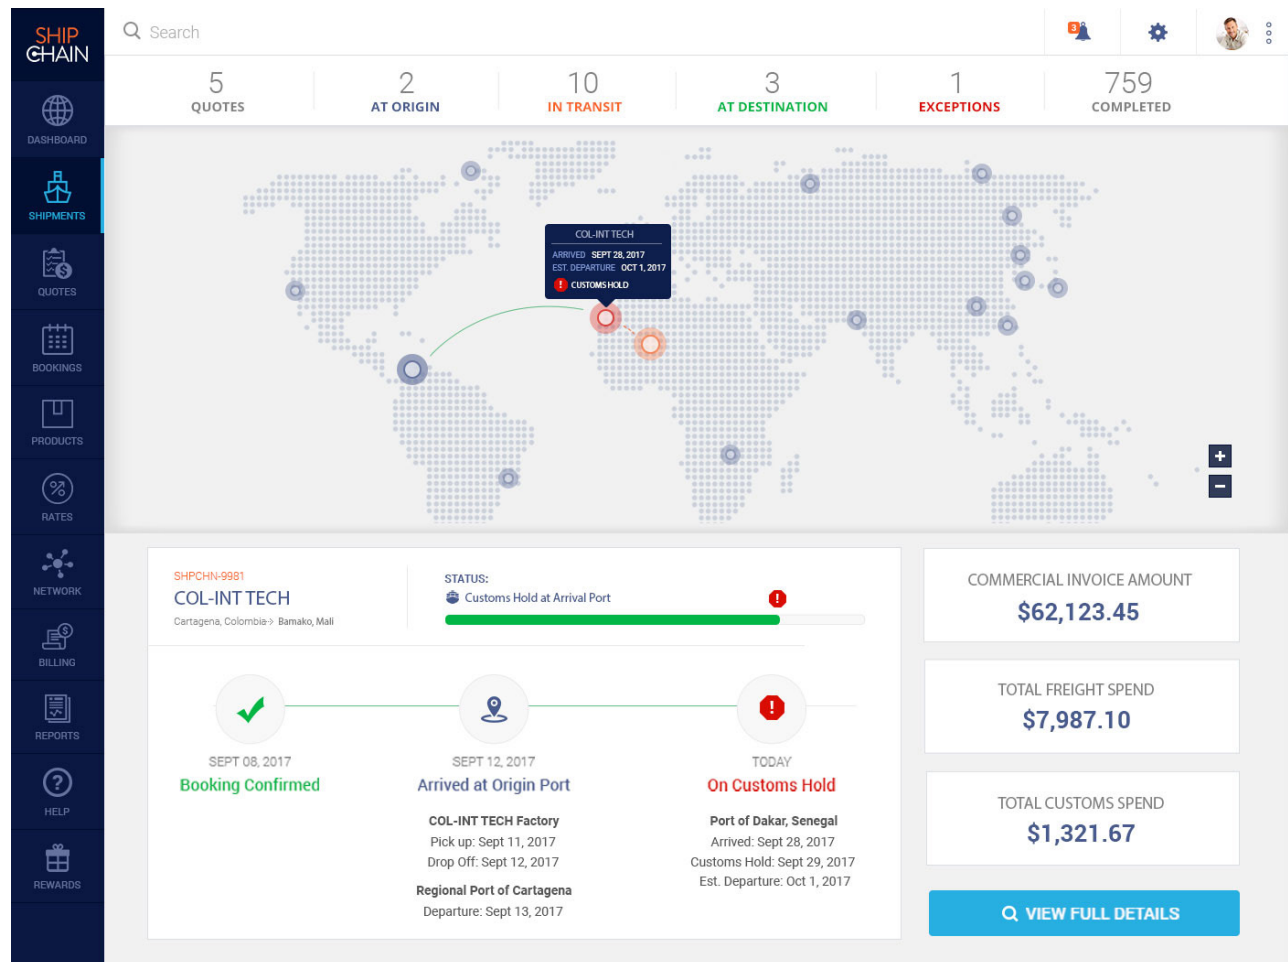 SHIP
CHAIN
Search
3
5
QUOTES
2
AT ORIGIN
10
IN TRANSIT
3
AT DESTINATION
1
EXCEPTIONS
759
COMPLETED
DASHBOARD
SHIPMENTS
QUOTES
BOOKINGS
PRODUCTS
RATES
NETWORK
BILLING
REPORTS
HELP
REWARDS
COL-INT TECH
ARRIVED SEPT 28, 2017
EST. DEPARTURE OCT 1, 2017
! CUSTOMS HOLD
+
−
SHPCHN-9981
COL-INT TECH
Cartagena, Colombia-> Bamako, Mali
STATUS:
Customs Hold at Arrival Port
!
SEPT 08, 2017
Booking Confirmed
SEPT 12, 2017
Arrived at Origin Port
COL-INT TECH Factory
Pick up: Sept 11, 2017
Drop Off: Sept 12, 2017
Regional Port of Cartagena
Departure: Sept 13, 2017
!
TODAY
On Customs Hold
Port of Dakar, Senegal
Arrived: Sept 28, 2017
Customs Hold: Sept 29, 2017
Est. Departure: Oct 1, 2017
COMMERCIAL INVOICE AMOUNT
$62,123.45
TOTAL FREIGHT SPEND
$7,987.10
TOTAL CUSTOMS SPEND
$1,321.67
VIEW FULL DETAILS